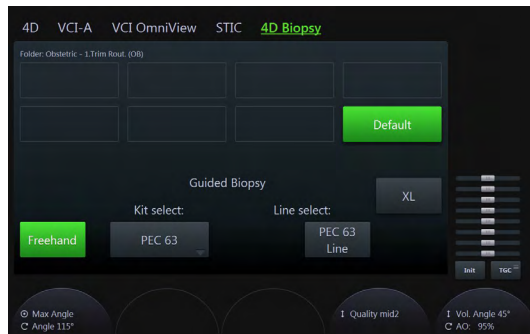 4D VCI-A VCI OmniView STIC 4D Biopsy
Folder: Obstetric - 1.Trim Rout. (OB)
Default
Guided Biopsy
XL
Kit select: Line select:
Freehand
PEC 63
PEC 63
Line
Init TGC
Max Angle
Angle 115°
Quality mid2
Vol. Angle 45°
AO: 95%